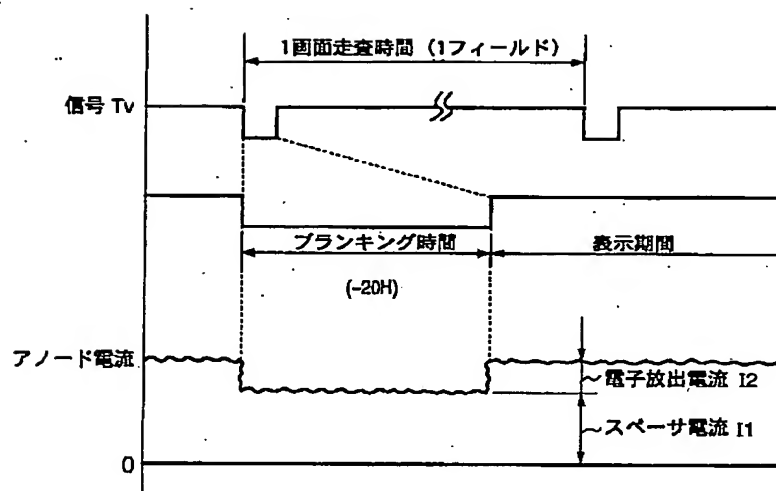 1画面走査時間（1フィールド）
信号 Tv
ブランキング時間
表示期間
(~20H)
アノード電流
電子放出電流 I2
スペーサ電流 I1
0